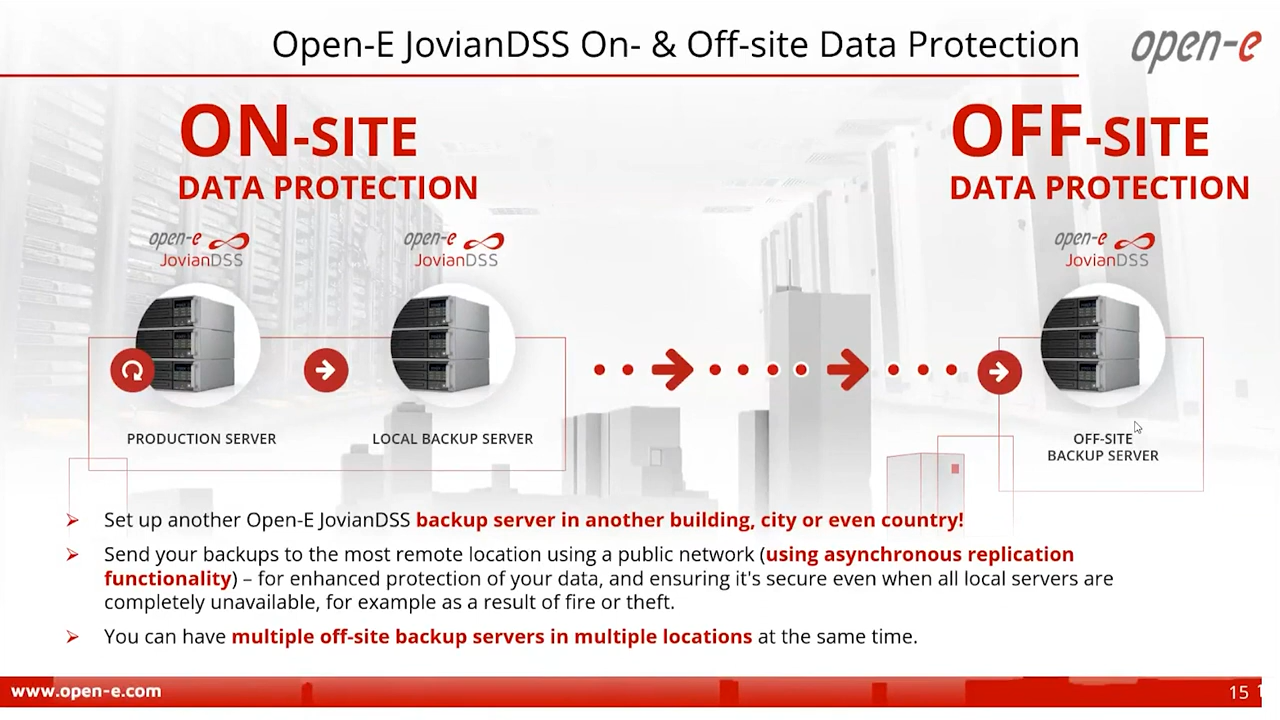 Open-E JovianDSS On- & Off-site Data Protection
open-e
ON-SITE
DATA PROTECTION
OFF-SITE
DATA PROTECTION
open-e
JovianDSS
open-e
JovianDSS
open-e
JovianDSS
PRODUCTION SERVER
LOCAL BACKUP SERVER
OFF-SITE
BACKUP SERVER
Set up another Open-E JovianDSS backup server in another building, city or even country!
Send your backups to the most remote location using a public network (using asynchronous replication
functionality) – for enhanced protection of your data, and ensuring it's secure even when all local servers are
completely unavailable, for example as a result of fire or theft.
You can have multiple off-site backup servers in multiple locations at the same time.
www.open-e.com
15